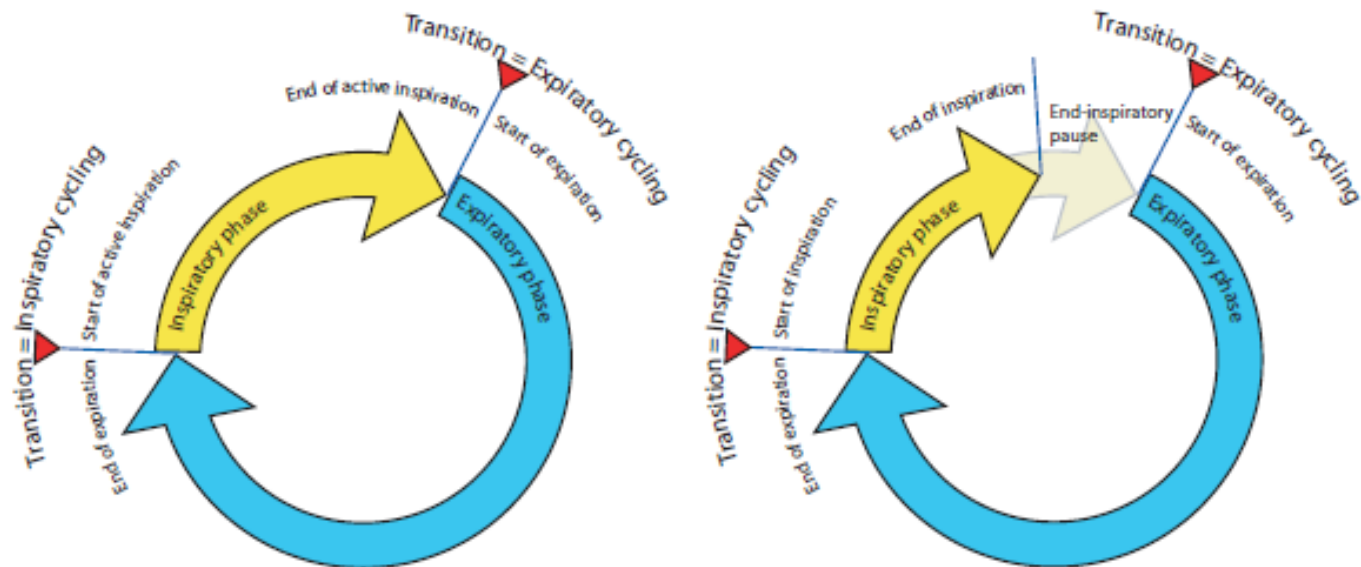 Transition = Inspiratory cycling
End of expiration
Start of active inspiration
Inspiratory phase
End of active inspiration
Transition = Expiratory cycling
Start of expiration
Expiratory phase
Transition = Inspiratory cycling
End of expiration
Start of inspiration
Inspiratory phase
End of inspiration
End-inspiratory
pause
Transition = Expiratory cycling
Start of expiration
Expiratory phase